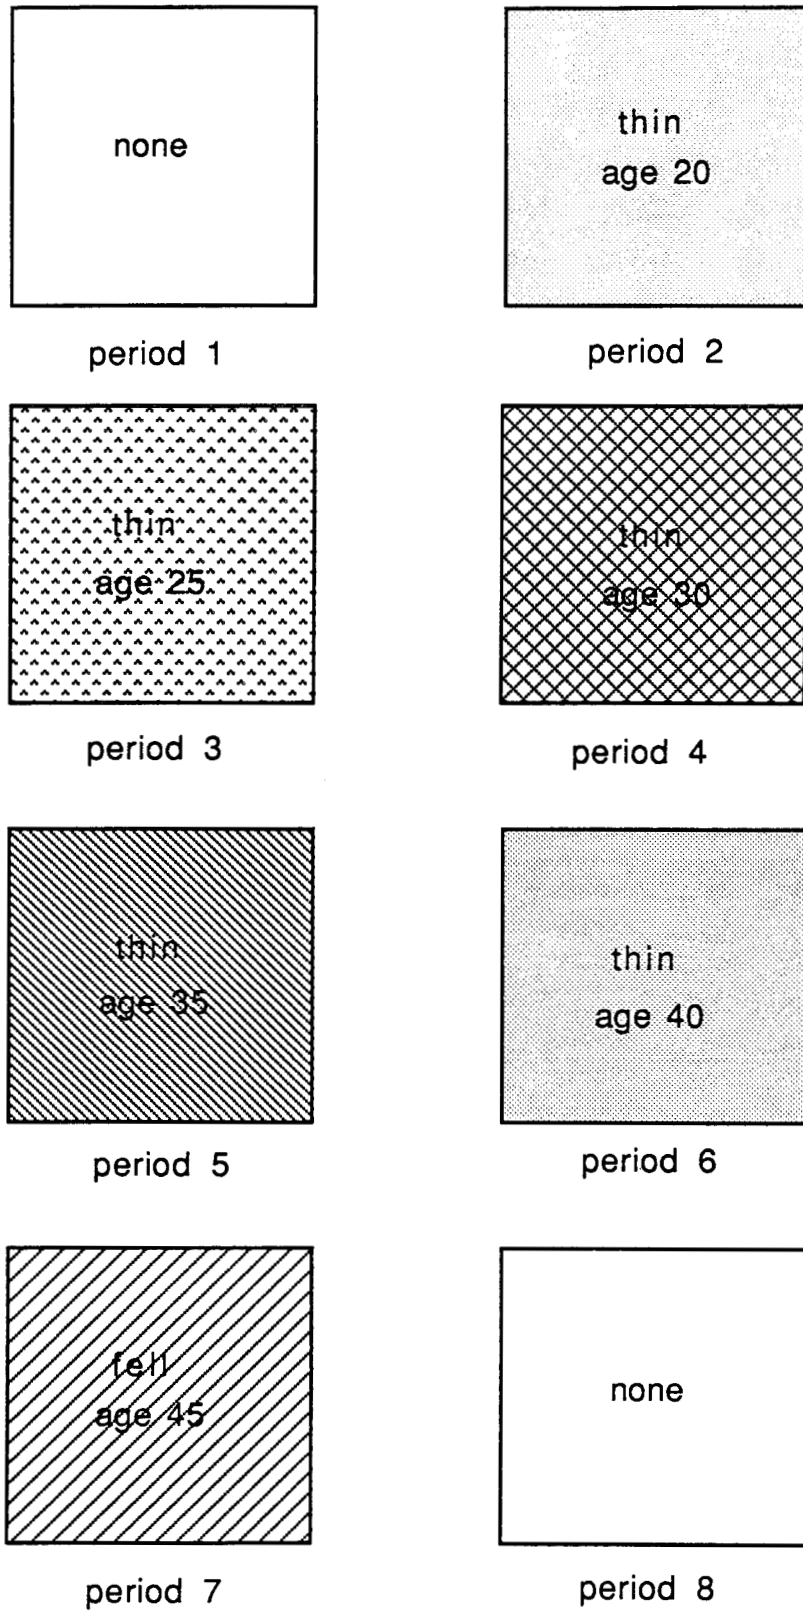 none
thin
age 20
period 1
period 2
thin
age 25
thin
age 30
period 3
period 4
thin
age 35
thin
age 40
period 5
period 6
fell
age 45
none
period 7
period 8